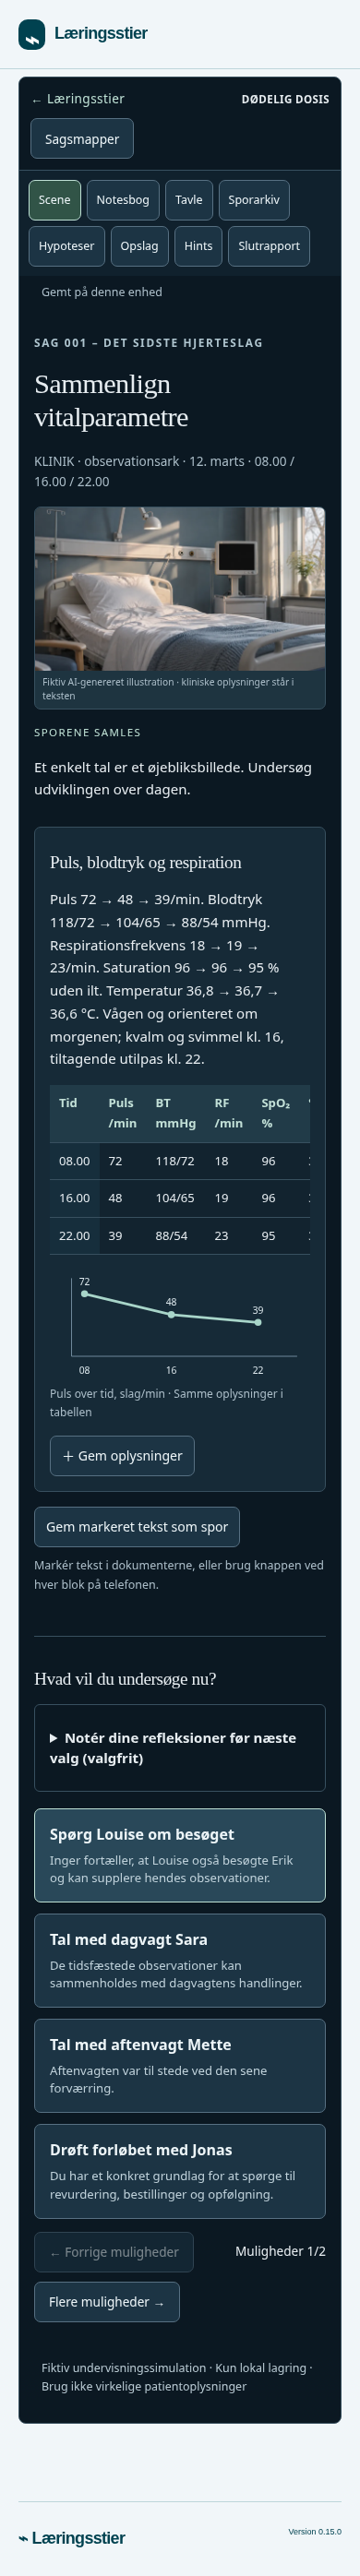 Læringsstier
← Læringsstier
DØDELIG DOSIS
Sagsmapper
Scene
Notesbog
Tavle
Sporarkiv
Hypoteser
Opslag
Hints
Slutrapport
Gemt på denne enhed
SAG 001 – DET SIDSTE HJERTESLAG
Sammenlign
vitalparametre
KLINIK · observationsark · 12. marts · 08.00 /
16.00 / 22.00
Fiktiv AI-genereret illustration · kliniske oplysninger står i
teksten
SPORENE SAMLES
Et enkelt tal er et øjebliksbillede. Undersøg
udviklingen over dagen.
Puls, blodtryk og respiration
Puls 72 → 48 → 39/min. Blodtryk
118/72 → 104/65 → 88/54 mmHg.
Respirationsfrekvens 18 → 19 →
23/min. Saturation 96 → 96 → 95 %
uden ilt. Temperatur 36,8 → 36,7 →
36,6 °C. Vågen og orienteret om
morgenen; kvalm og svimmel kl. 16,
tiltagende utilpas kl. 22.
Tid Puls /min BT mmHg RF /min SpO₂ %
08.00 72 118/72 18 96
16.00 48 104/65 19 96
22.00 39 88/54 23 95
72
48
39
08 16 22
Puls over tid, slag/min · Samme oplysninger i
tabellen
+ Gem oplysninger
Gem markeret tekst som spor
Markér tekst i dokumenterne, eller brug knappen ved
hver blok på telefonen.
Hvad vil du undersøge nu?
▶ Notér dine refleksioner før næste
valg (valgfrit)
Spørg Louise om besøget
Inger fortæller, at Louise også besøgte Erik
og kan supplere hendes observationer.
Tal med dagvagt Sara
De tidsfæstede observationer kan
sammenholdes med dagvagtens handlinger.
Tal med aftenvagt Mette
Aftenvagten var til stede ved den sene
forværring.
Drøft forløbet med Jonas
Du har et konkret grundlag for at spørge til
revurdering, bestillinger og opfølgning.
← Forrige muligheder
Muligheder 1/2
Flere muligheder →
Fiktiv undervisningssimulation · Kun lokal lagring ·
Brug ikke virkelige patientoplysninger
Læringsstier
Version 0.15.0